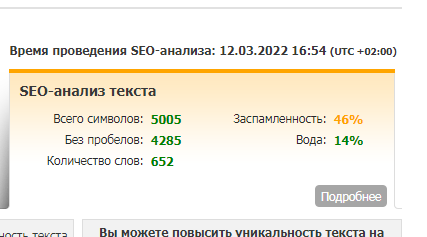 Время проведения SEO-анализа: 12.03.2022 16:54 (UTC +02:00)
SEO-анализ текста
Всего символов: 5005 Заспамленность: 46%
Без пробелов: 4285 Вода: 14%
Количество слов: 652
Подробнее
текста Вы можете повысить уникальность текста на